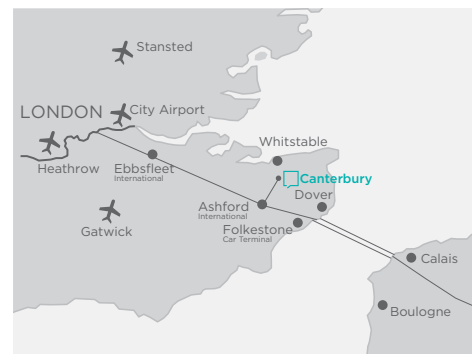 Stansted
City Airport
LONDON
Heathrow
Ebbsfleet
International
Whitstable
Canterbury
Dover
Ashford
International
Gatwick
Folkestone
Car Terminal
Calais
Boulogne